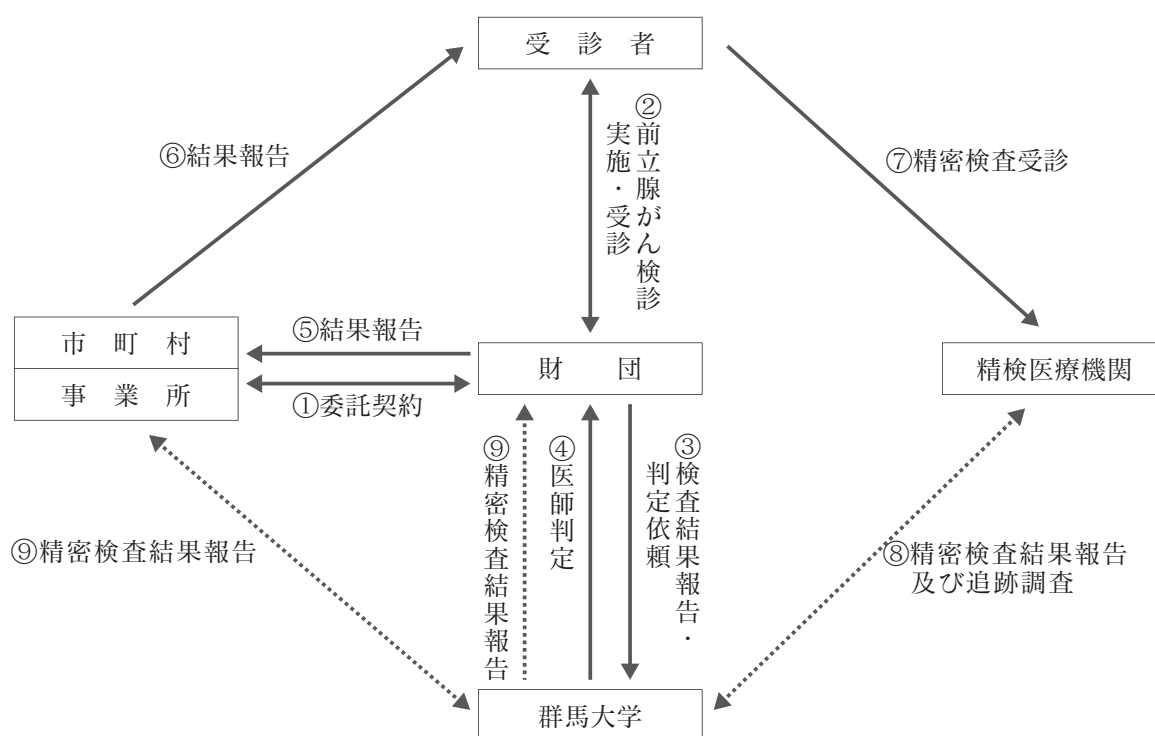 受診者
②前立腺がん検診
実施・受診
⑥結果報告
⑦精密検査受診
市町村
事業所
⑤結果報告
①委託契約
財団
精検医療機関
⑨精密検査結果報告
⑨精密検査結果報告
④医師判定
③検査結果報告・
判定依頼
⑧精密検査結果報告
及び追跡調査
群馬大学